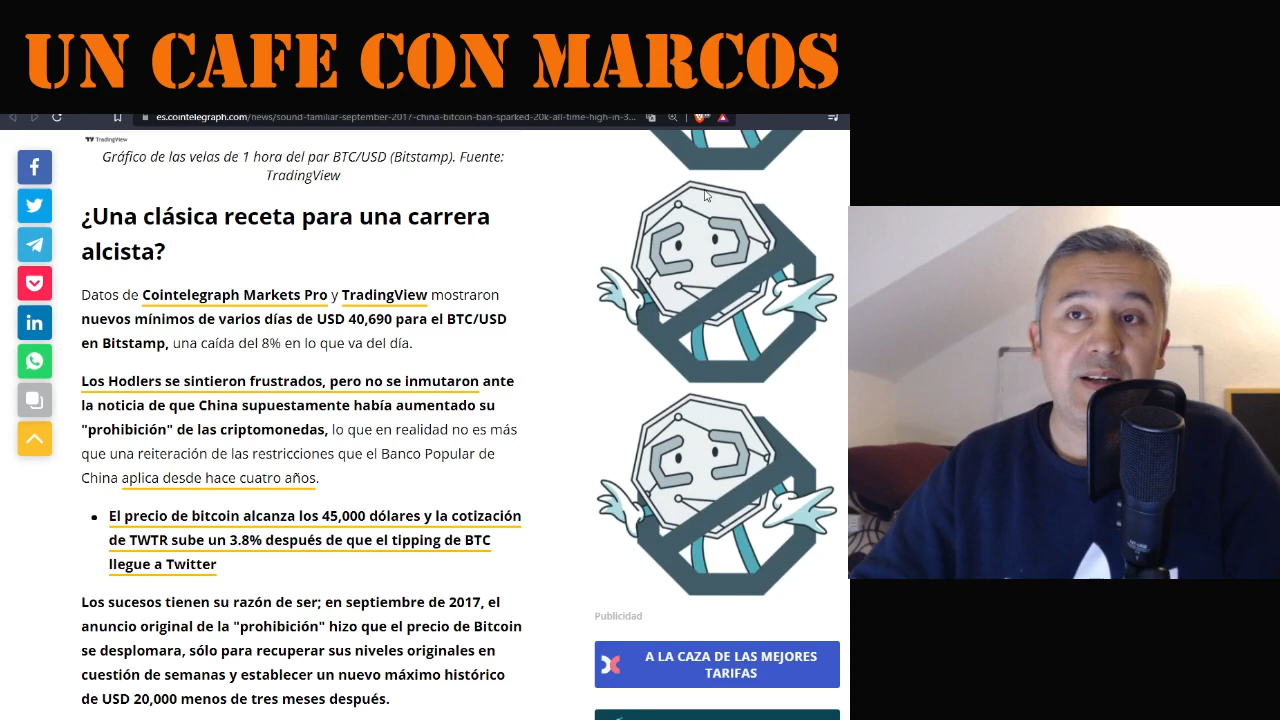 UN CAFE CON MARCOS
es.cointelegraph.com/news/sound-familiar-september-2017-china-bitcoin-ban-sparked-20k-all-time-high-in-3...
TradingView
Gráfico de las velas de 1 hora del par BTC/USD (Bitstamp). Fuente:
TradingView
¿Una clásica receta para una carrera
alcista?
Datos de Cointelegraph Markets Pro y TradingView mostraron
nuevos mínimos de varios días de USD 40,690 para el BTC/USD
en Bitstamp, una caída del 8% en lo que va del día.
Los Hodlers se sintieron frustrados, pero no se inmutaron ante
la noticia de que China supuestamente había aumentado su
"prohibición" de las criptomonedas, lo que en realidad no es más
que una reiteración de las restricciones que el Banco Popular de
China aplica desde hace cuatro años.
El precio de bitcoin alcanza los 45,000 dólares y la cotización
de TWTR sube un 3.8% después de que el tipping de BTC
llegue a Twitter
Los sucesos tienen su razón de ser; en septiembre de 2017, el
anuncio original de la "prohibición" hizo que el precio de Bitcoin
se desplomara, sólo para recuperar sus niveles originales en
cuestión de semanas y establecer un nuevo máximo histórico
de USD 20,000 menos de tres meses después.
Publicidad
A LA CAZA DE LAS MEJORES
TARIFAS